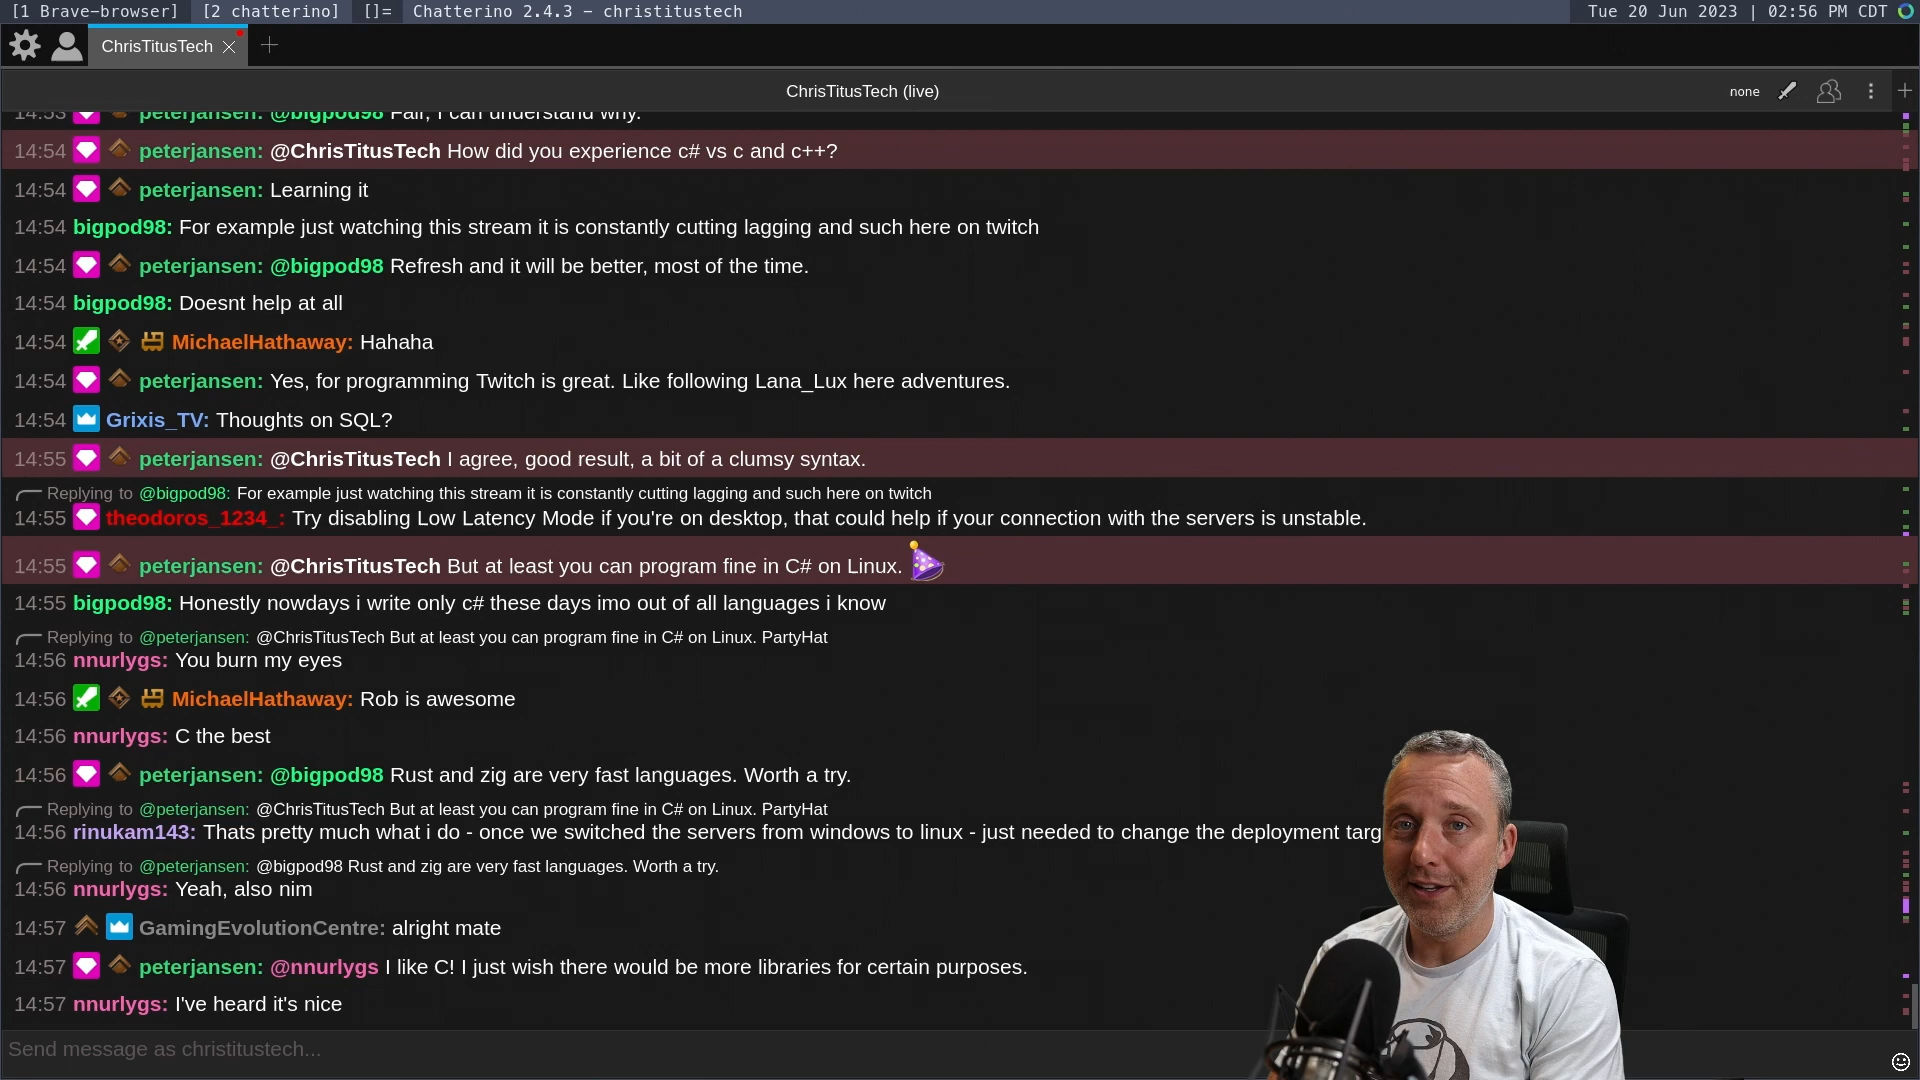 [1 Brave-browser] [2 chatterino] []= Chatterino 2.4.3 - christitustech Tue 20 Jun 2023 | 02:56 PM CDT
ChrisTitusTech
ChrisTitusTech (live) none
14:53 peterjansen: @bigpod98 Fair, I can understand why.
14:54 peterjansen: @ChrisTitusTech How did you experience c# vs c and c++?
14:54 peterjansen: Learning it
14:54 bigpod98: For example just watching this stream it is constantly cutting lagging and such here on twitch
14:54 peterjansen: @bigpod98 Refresh and it will be better, most of the time.
14:54 bigpod98: Doesnt help at all
14:54 MichaelHathaway: Hahaha
14:54 peterjansen: Yes, for programming Twitch is great. Like following Lana_Lux here adventures.
14:54 Grixis_TV: Thoughts on SQL?
14:55 peterjansen: @ChrisTitusTech I agree, good result, a bit of a clumsy syntax.
Replying to @bigpod98: For example just watching this stream it is constantly cutting lagging and such here on twitch
14:55 theodoros_1234_: Try disabling Low Latency Mode if you're on desktop, that could help if your connection with the servers is unstable.
14:55 peterjansen: @ChrisTitusTech But at least you can program fine in C# on Linux.
14:55 bigpod98: Honestly nowdays i write only c# these days imo out of all languages i know
Replying to @peterjansen: @ChrisTitusTech But at least you can program fine in C# on Linux. PartyHat
14:56 nnurlygs: You burn my eyes
14:56 MichaelHathaway: Rob is awesome
14:56 nnurlygs: C the best
14:56 peterjansen: @bigpod98 Rust and zig are very fast languages. Worth a try.
Replying to @peterjansen: @ChrisTitusTech But at least you can program fine in C# on Linux. PartyHat
14:56 rinukam143: Thats pretty much what i do - once we switched the servers from windows to linux - just needed to change the deployment targ
Replying to @peterjansen: @bigpod98 Rust and zig are very fast languages. Worth a try.
14:56 nnurlygs: Yeah, also nim
14:57 GamingEvolutionCentre: alright mate
14:57 peterjansen: @nnurlygs I like C! I just wish there would be more libraries for certain purposes.
14:57 nnurlygs: I've heard it's nice
Send message as christitustech...